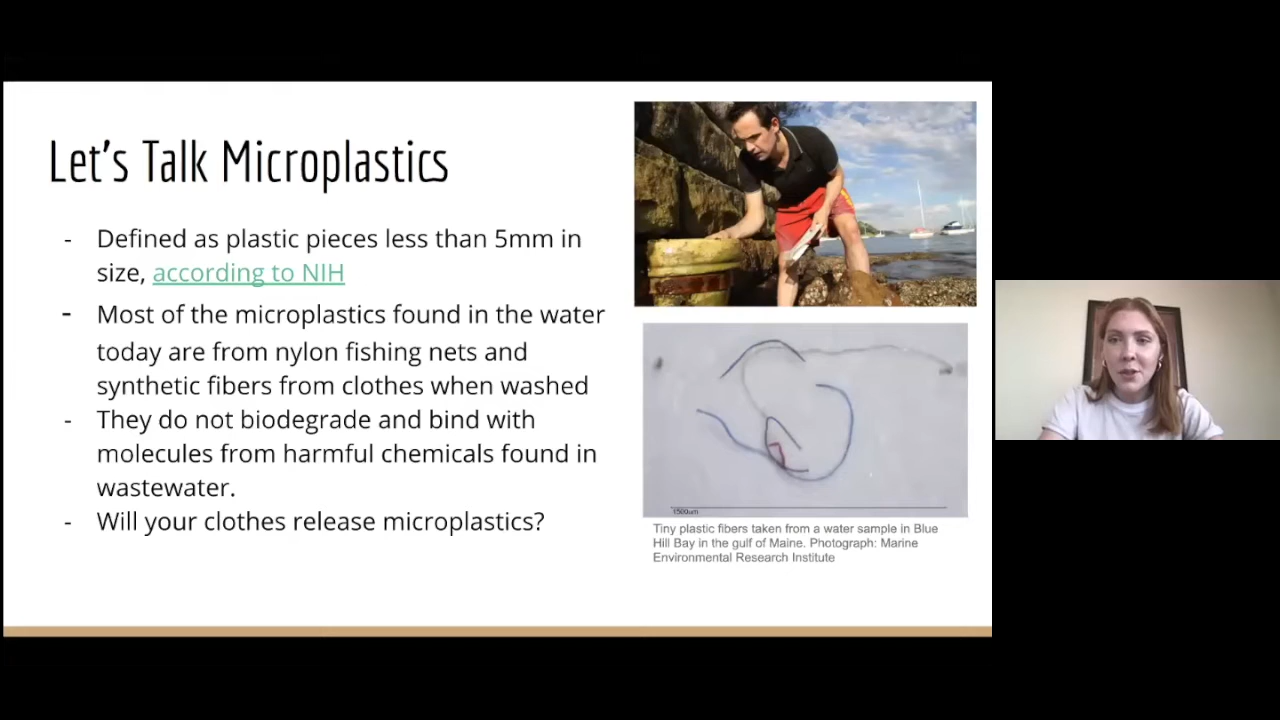 Let's Talk Microplastics
- Defined as plastic pieces less than 5mm in
size, according to NIH
- Most of the microplastics found in the water
today are from nylon fishing nets and
synthetic fibers from clothes when washed
- They do not biodegrade and bind with
molecules from harmful chemicals found in
wastewater.
- Will your clothes release microplastics?
1500um
Tiny plastic fibers taken from a water sample in Blue
Hill Bay in the gulf of Maine. Photograph: Marine
Environmental Research Institute